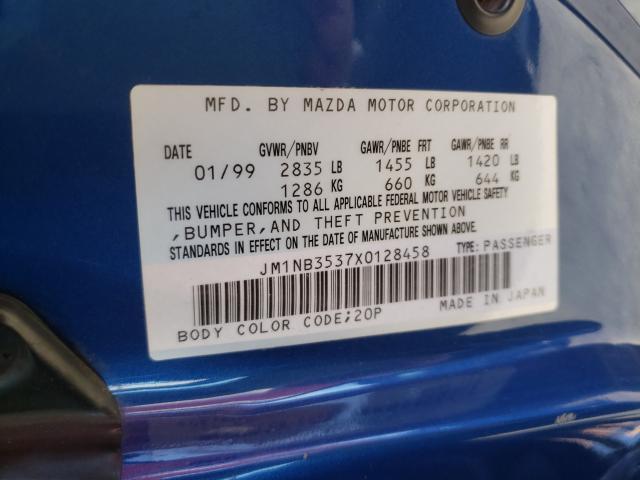 MFD. BY MAZDA MOTOR CORPORATION
DATE GVWR/PNBV GAWR/PNBE FRT GAWR/PNBE RR
01/99 2835 LB 1455 LB 1420 LB
1286 KG 660 KG 644 KG
THIS VEHICLE CONFORMS TO ALL APPLICABLE FEDERAL MOTOR VEHICLE SAFETY
,BUMPER,AND THEFT PREVENTION
STANDARDS IN EFFECT ON THE DATE OF MANUFACTURE SHOWN ABOVE.
JM1NB3537X0128458 TYPE: PASSENGER
BODY COLOR CODE;20P MADE IN JAPAN